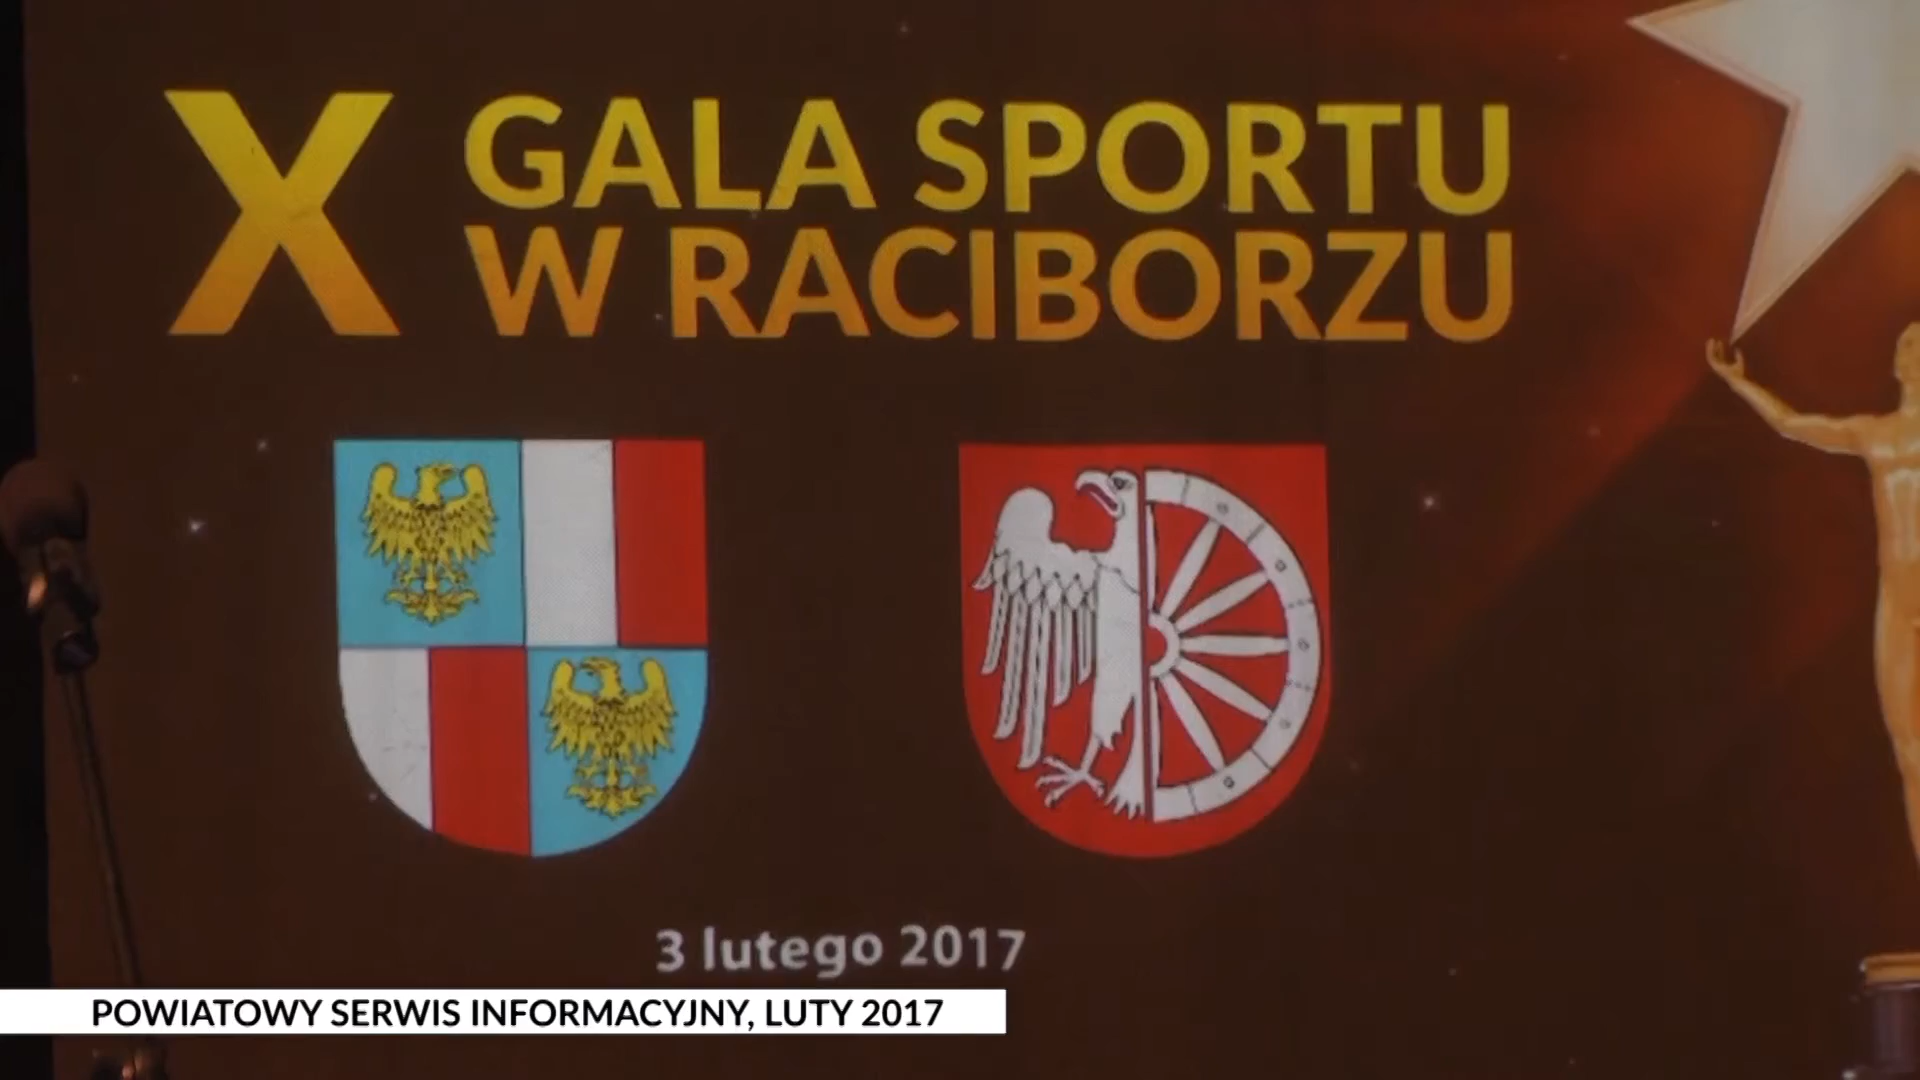 X GALA SPORTU
W RACIBORZU
3 lutego 2017
POWIATOWY SERWIS INFORMACYJNY, LUTY 2017